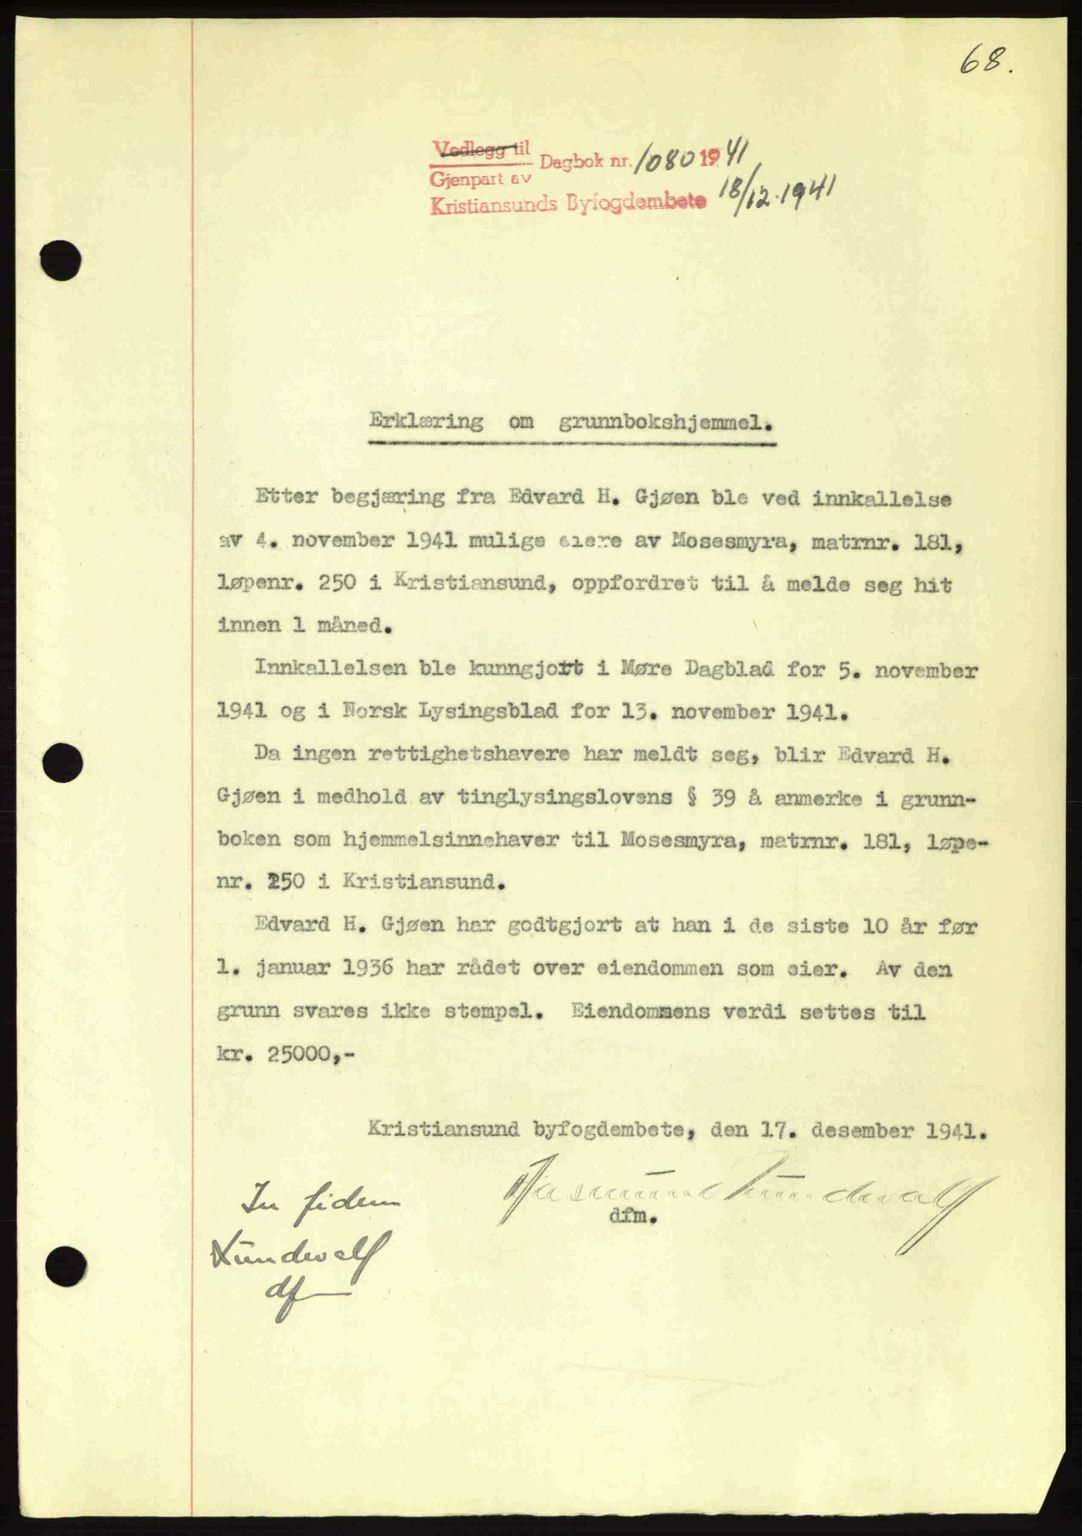 68.
Vedlegg til
Gjenpart av
Dagbok nr. 1080 1941
Kristiansunds Byfogdembete 18/12.1941
Erklæring om grunnbokshjemmel.
Etter begjæring fra Edvard H. Gjøen ble ved innkallelse
av 4. november 1941 mulige eiere av Mosesmyra, matrnr. 181,
løpenr. 250 i Kristiansund, oppfordret til å melde seg hit
innen 1 måned.
Innkallelsen ble kunngjort i Møre Dagblad for 5. november
1941 og i Norsk Lysingsblad for 13. november 1941.
Da ingen rettighetshavere har meldt seg, blir Edvard H.
Gjøen i medhold av tinglysingslovens § 39 å anmerke i grunn-
boken som hjemmelsinnehaver til Mosesmyra, matrnr. 181, løpe-
nr. 250 i Kristiansund.
Edvard H. Gjøen har godtgjort at han i de siste 10 år før
1. januar 1936 har rådet over eiendommen som eier. Av den
grunn svares ikke stempel. Eiendommens verdi settes til
kr. 25000,-
Kristiansund byfogdembete, den 17. desember 1941.
dfm.
In fidem
df